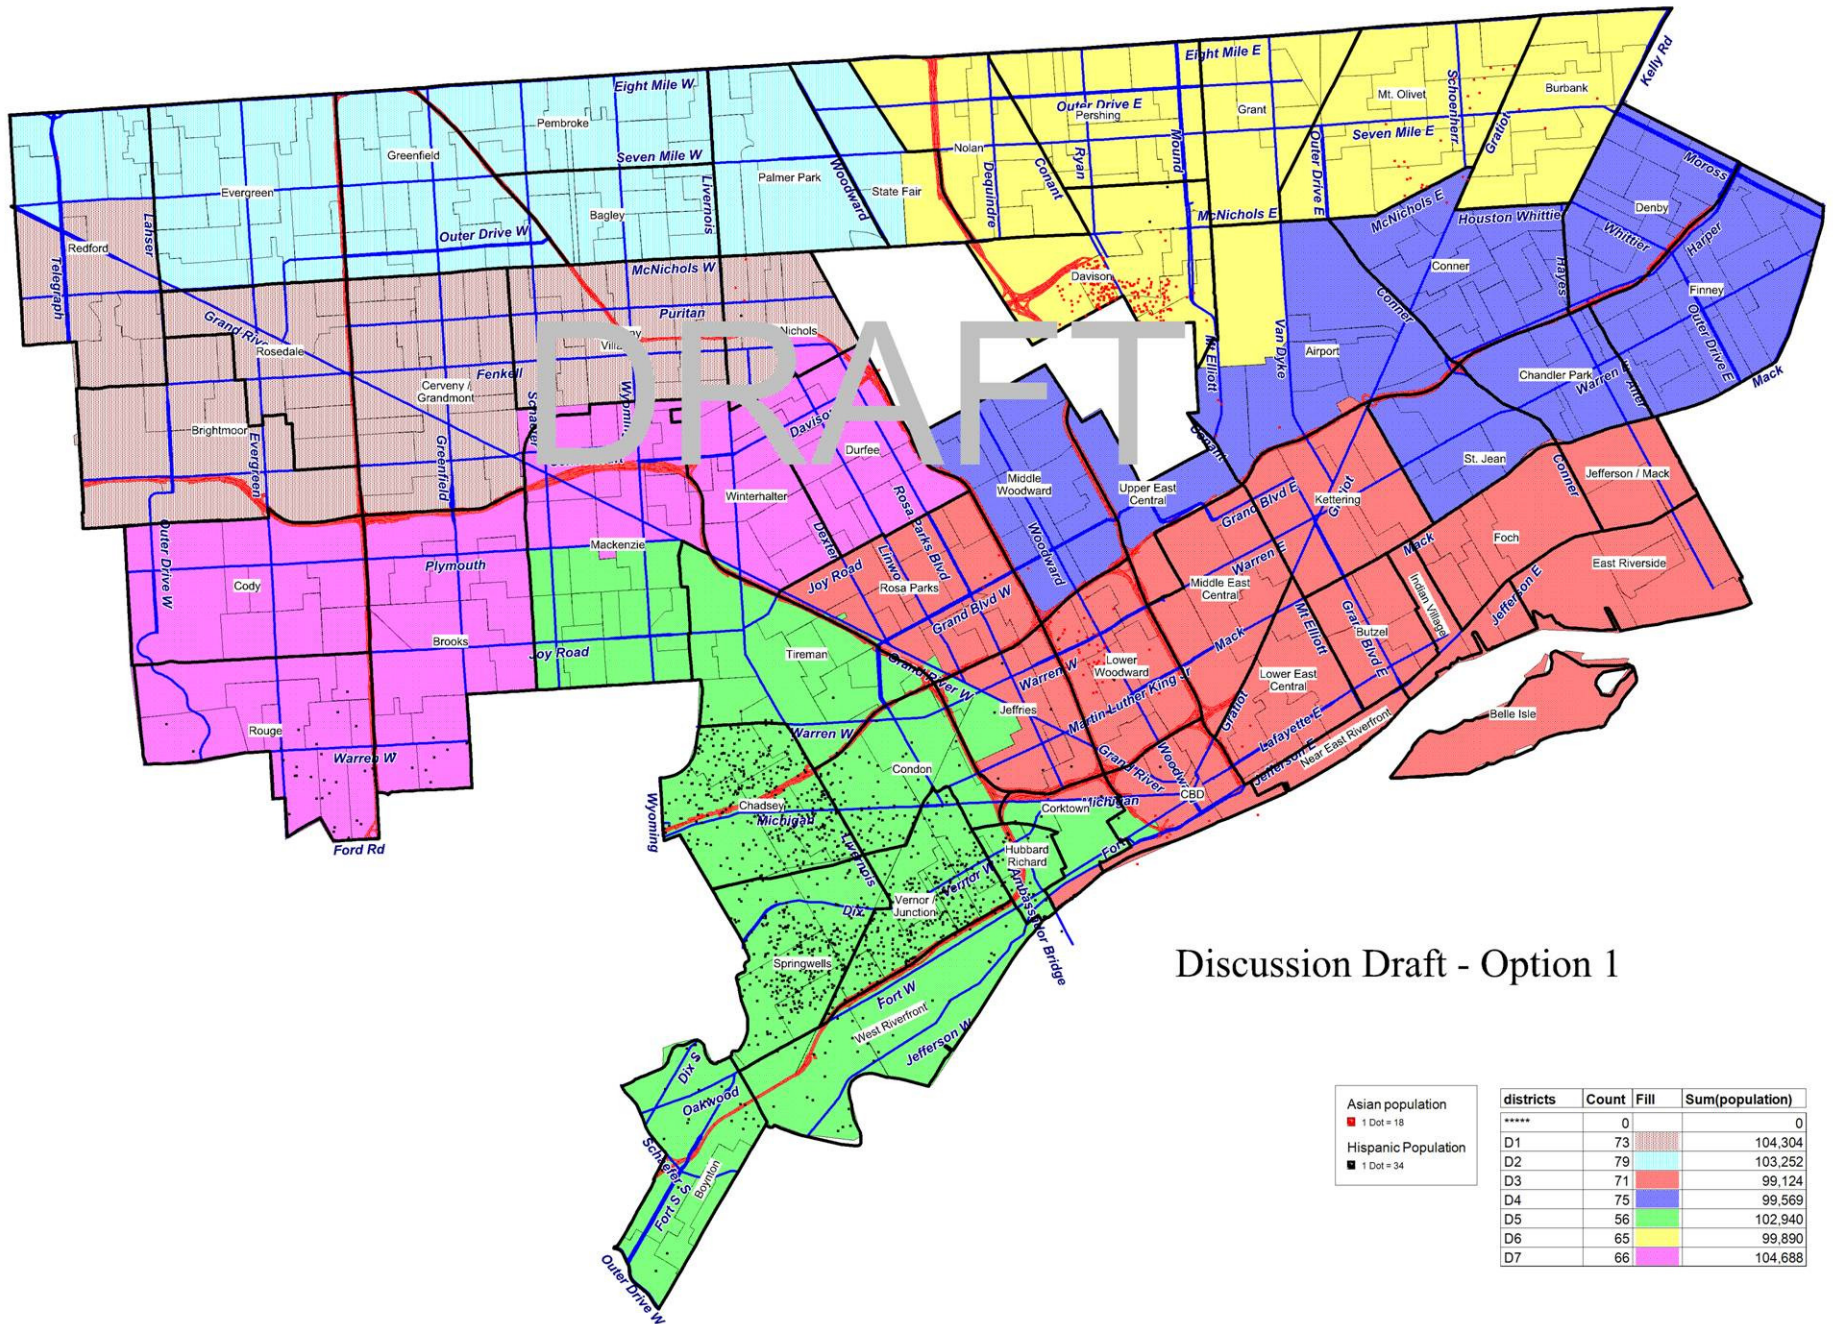 Eight Mile E
Kelly Rd
Eight Mile W
Burbank
Mt. Olivet
Schoenherr
Outer Drive E
Pershing
Grant
Gratiot
Pembroke
Seven Mile E
Greenfield
Seven Mile W
Nolan
Mound
Outer Drive E
Ryan
Conant
Dequindre
Moross
Evergreen
Livernois
Palmer Park
Woodward
State Fair
Lahser
Bagley
McNichols E
McNichols E
Houston Whittie
Denby
Whittier
Harper
Outer Drive W
Redford
Telegraph
McNichols W
Davison
Conner
Hayes
Conner
Finney
Outer Drive E
Puritan
Nichols
Grand Rive
Rosedale
DRAFT
Mt Elliott
Van Dyke
Airport
Fenkell
Cerveny /
Grandmont
Chandler Park
Warren
Mack
Brightmoor
Evergreen
Greenfield
Durfee
Middle
Woodward
Upper East
Central
St. Jean
Conner
Jefferson / Mack
Winterhalter
Rosa Parks Blvd
Kettering
Grand Blvd E
Outer Drive W
Mackenzie
Dexter
Plymouth
Cody
Joy Road
Rosa Parks
Woodward
Warren E
Mack
Foch
East Riverside
Middle East
Central
Indian Village
Jefferson E
Grand Blvd W
Mt Elliott
Butzel
Brooks
Joy Road
Tireman
Grand River W
Warren W
Lower
Woodward
Mack
Lower East
Central
Martin Luther King Jr
Jeffries
Rouge
Warren W
Warren W
Gratiot
Lafayette E
Jefferson E
Near East Riverfront
Belle Isle
Condon
Grand River
CBD
Wyoming
Chadsey
Michigan
Corktown
Michigan
Ford Rd
Livernois
Hubbard
Richard
Fort
Vernor W
Vernor /
Junction
Dix
Ambassador Bridge
Springwells
Discussion Draft - Option 1
Fort W
West Riverfront
Jefferson W
Dix S
Oakwood
Schaefer S
Boynton
Fort S
Outer Drive W
Asian population
1 Dot = 18
Hispanic Population
1 Dot = 34
districts Count Fill Sum(population)
***** 0 0
D1 73 104,304
D2 79 103,252
D3 71 99,124
D4 75 99,569
D5 56 102,940
D6 65 99,890
D7 66 104,688